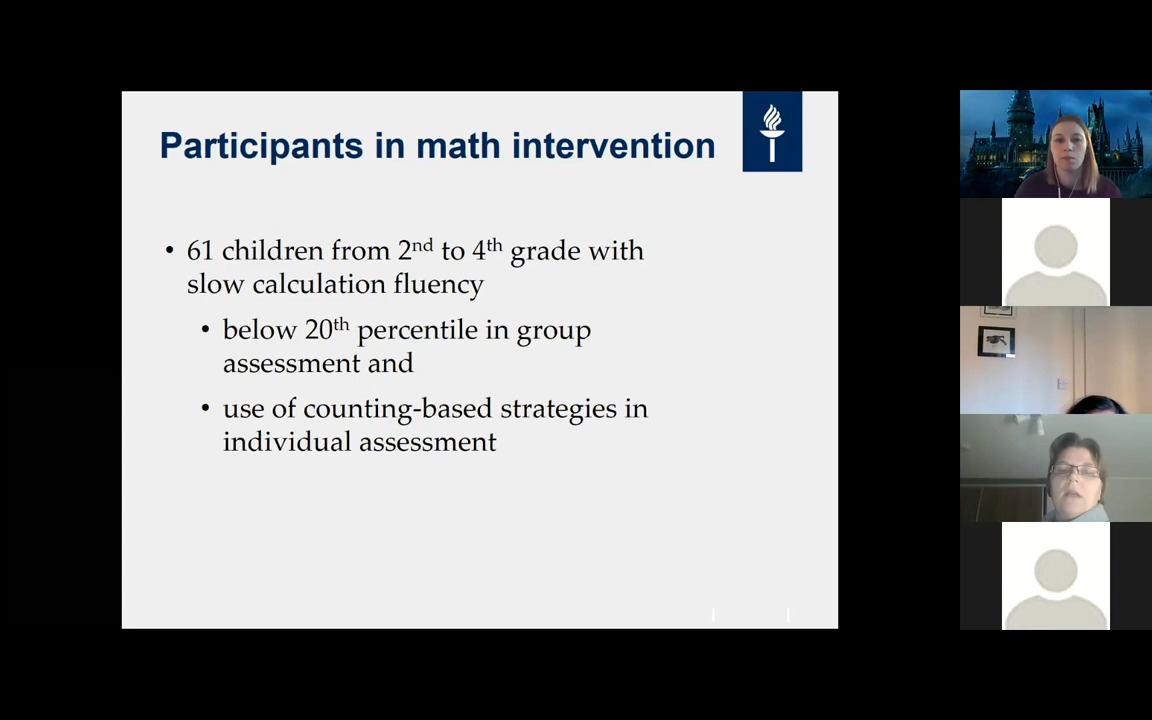 Participants in math intervention
• 61 children from 2nd to 4th grade with
slow calculation fluency
• below 20th percentile in group
assessment and
• use of counting-based strategies in
individual assessment